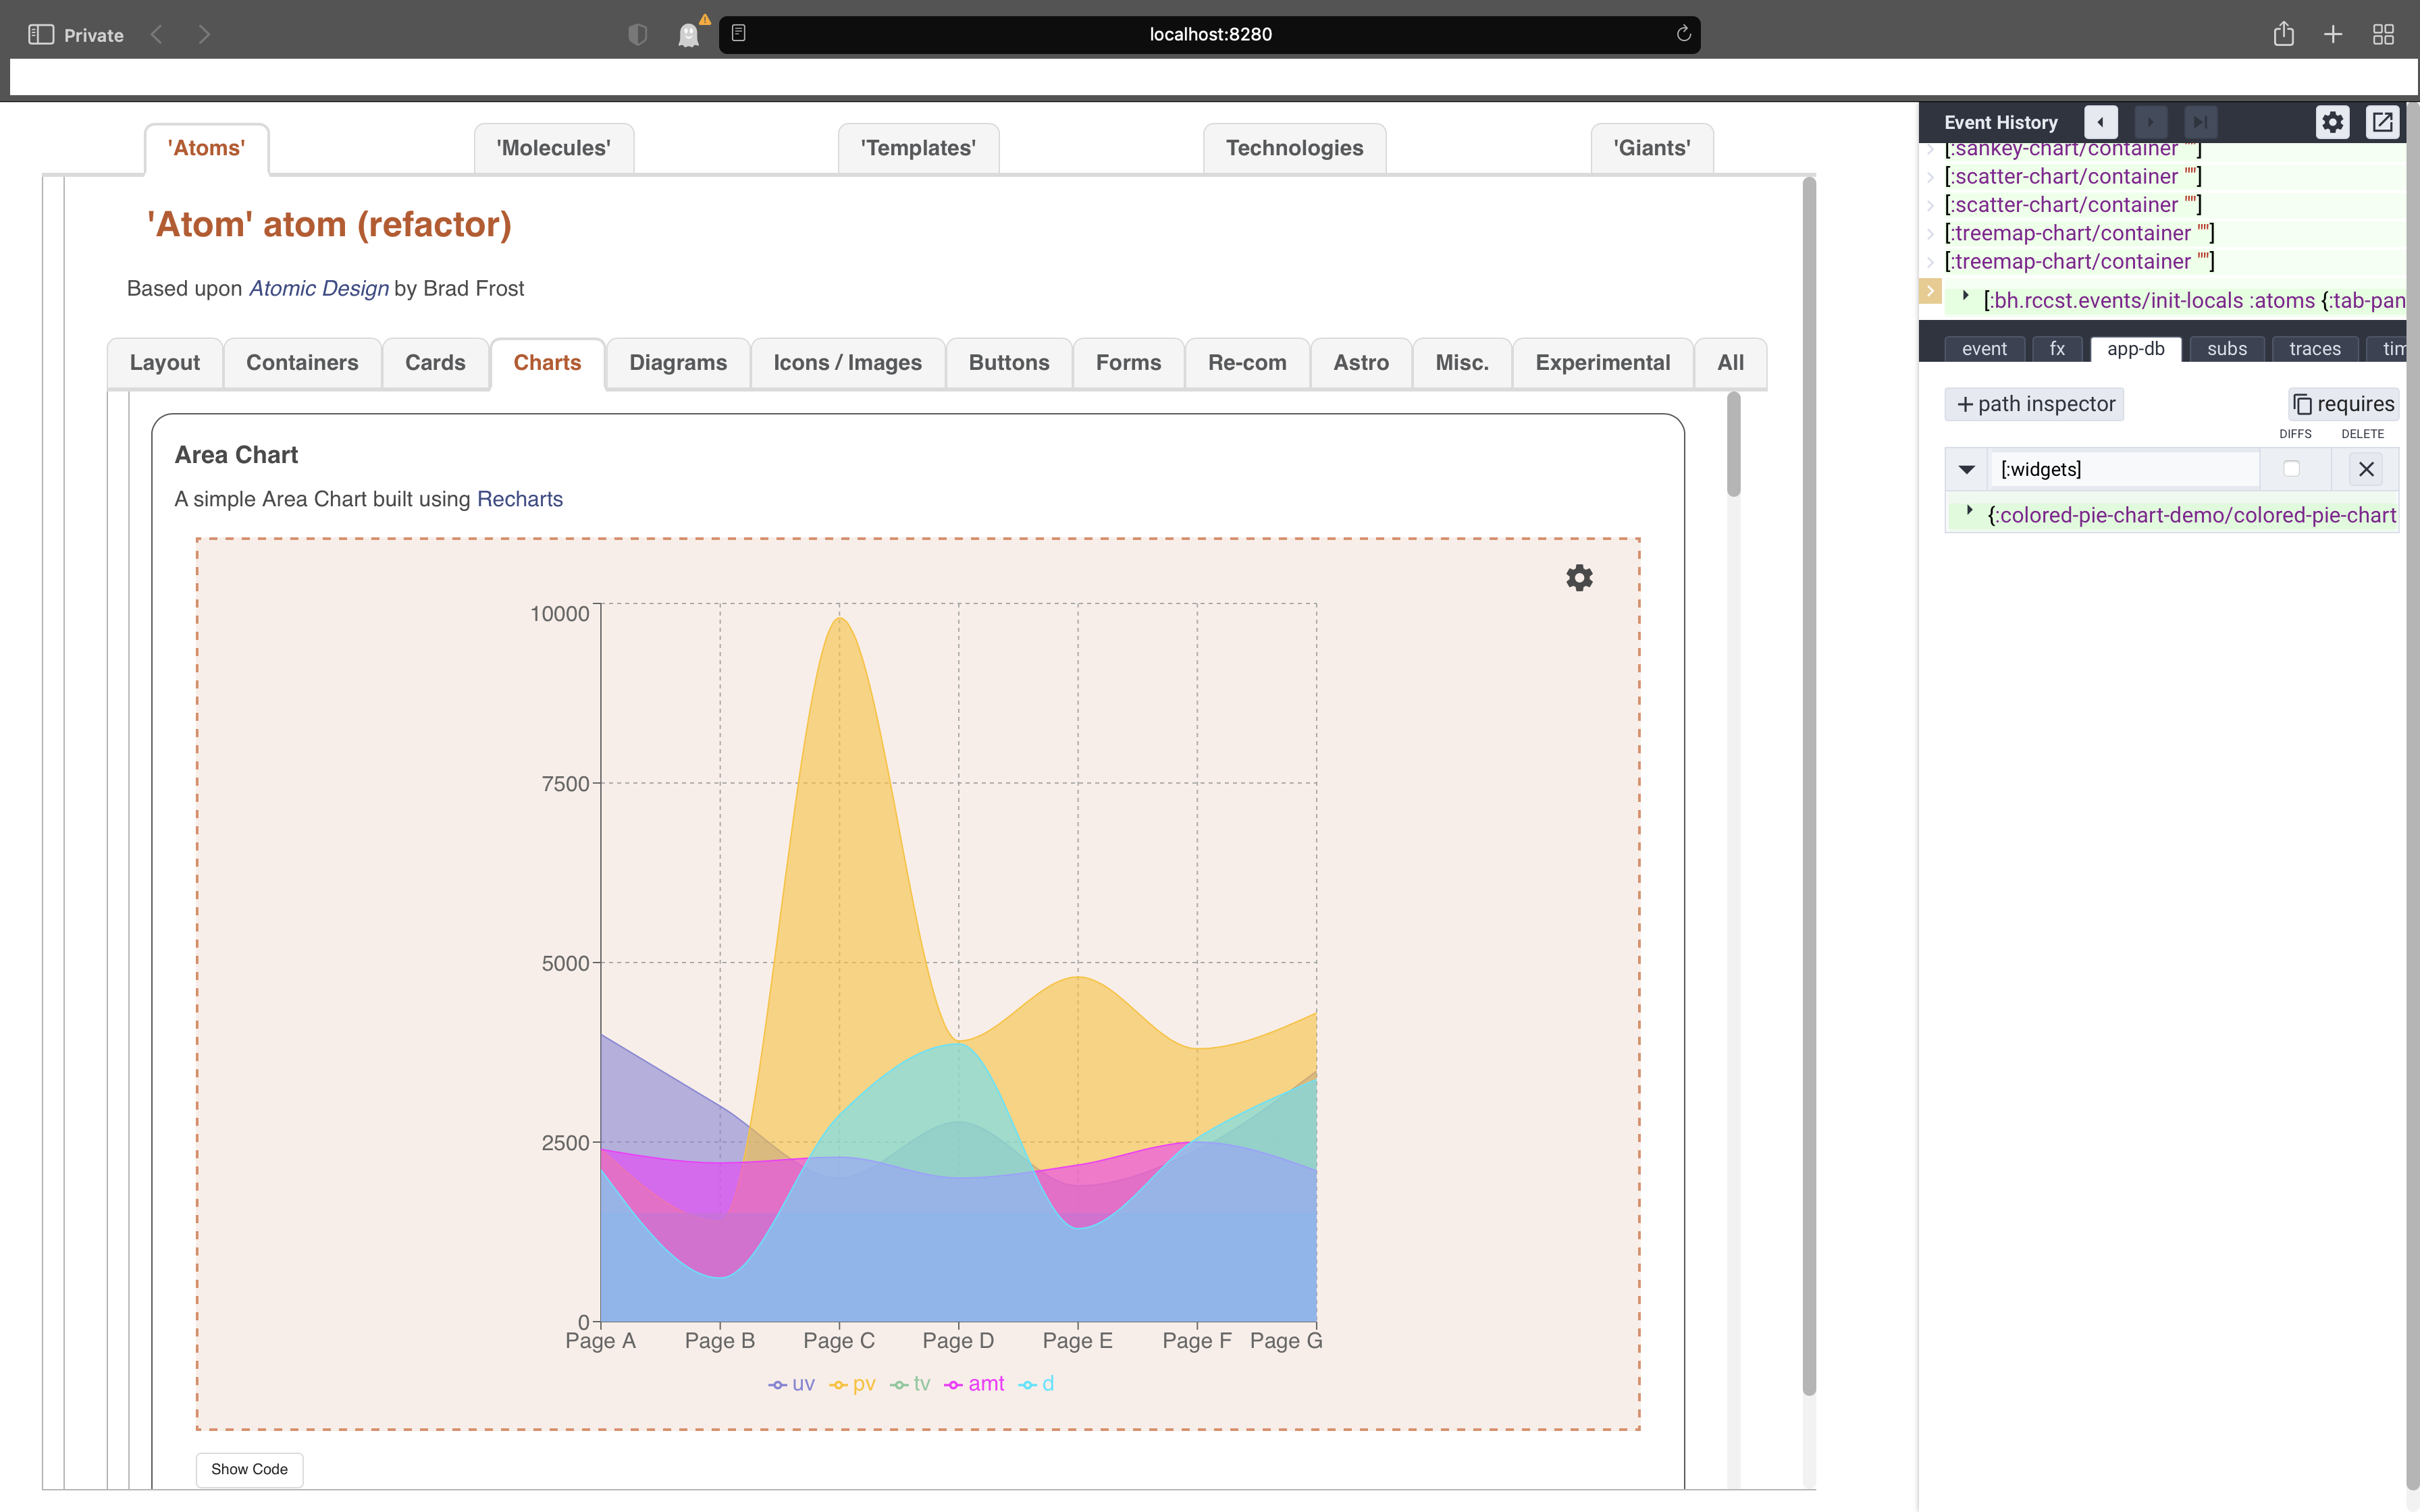 Private
localhost:8280
'Atoms'
'Molecules'
'Templates'
Technologies
'Giants'
'Atom' atom (refactor)
Based upon Atomic Design by Brad Frost
Layout
Containers
Cards
Charts
Diagrams
Icons / Images
Buttons
Forms
Re-com
Astro
Misc.
Experimental
All
Area Chart
A simple Area Chart built using Recharts
10000
7500
5000
2500
0
Page A
Page B
Page C
Page D
Page E
Page F
Page G
uv
pv
tv
amt
d
Show Code
Event History
[:sankey-chart/container ""]
[:scatter-chart/container ""]
[:scatter-chart/container ""]
[:treemap-chart/container ""]
[:treemap-chart/container ""]
[:bh.rccst.events/init-locals :atoms {:tab-pan
event
fx
app-db
subs
traces
tim
+ path inspector
requires
DIFFS
DELETE
[:widgets]
{:colored-pie-chart-demo/colored-pie-chart